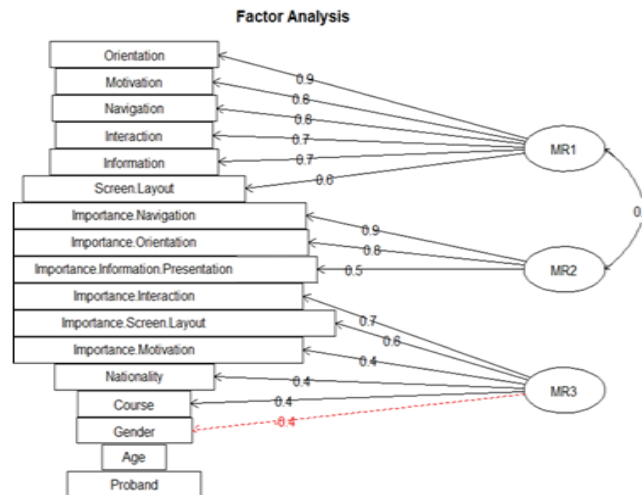 Factor Analysis
Orientation
Motivation
Navigation
Interaction
Information
Screen.Layout
Importance.Navigation
Importance.Orientation
Importance.Information.Presentation
Importance.Interaction
Importance.Screen.Layout
Importance.Motivation
Nationality
Course
Gender
Age
Proband
0.9
0.8
0.8
0.7
0.7
0.6
MR1
0.9
0.8
0.5
MR2
0.7
0.6
0.4
0.4
0.4
-0.4
MR3